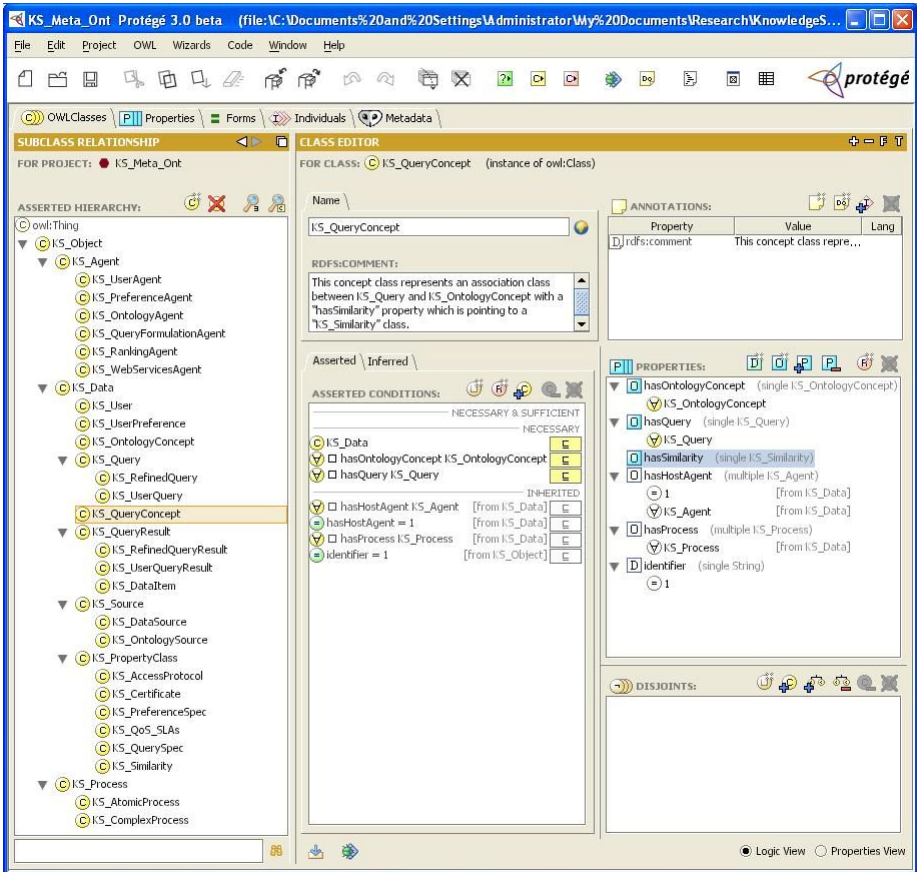 KS_Meta_Ont Protégé 3.0 beta (file:\C:\Documents%20and%20Settings\Administrator\My%20Documents\Research\KnowledgeS...
File Edit Project OWL Wizards Code Window Help
protégé
OWLClasses Properties Forms Individuals Metadata
SUBCLASS RELATIONSHIP
FOR PROJECT: KS_Meta_Ont
ASSERTED HIERARCHY:
owl:Thing
KS_Object
KS_Agent
KS_UserAgent
KS_PreferenceAgent
KS_OntologyAgent
KS_QueryFormulationAgent
KS_RankingAgent
KS_WebServicesAgent
KS_Data
KS_User
KS_UserPreference
KS_OntologyConcept
KS_Query
KS_RefinedQuery
KS_UserQuery
KS_QueryConcept
KS_QueryResult
KS_RefinedQueryResult
KS_UserQueryResult
KS_DataItem
KS_Source
KS_DataSource
KS_OntologySource
KS_PropertyClass
KS_AccessProtocol
KS_Certificate
KS_PreferenceSpec
KS_QoS_SLAs
KS_QuerySpec
KS_Similarity
KS_Process
KS_AtomicProcess
KS_ComplexProcess
CLASS EDITOR
FOR CLASS: KS_QueryConcept (instance of owl:Class)
Name
KS_QueryConcept
RDFS:COMMENT:
This concept class represents an association class
between KS_Query and KS_OntologyConcept with a
"hasSimilarity" property which is pointing to a
"KS_Similarity" class.
ANNOTATIONS:
Property Value Lang
rdfs:comment This concept class repre...
Asserted Inferred
ASSERTED CONDITIONS:
NECESSARY & SUFFICIENT
NECESSARY
KS_Data
hasOntologyConcept KS_OntologyConcept
hasQuery KS_Query
INHERITED
hasHostAgent KS_Agent [from KS_Data]
hasHostAgent = 1 [from KS_Data]
hasProcess KS_Process [from KS_Data]
identifier = 1 [from KS_Object]
PROPERTIES:
hasOntologyConcept (single KS_OntologyConcept)
KS_OntologyConcept
hasQuery (single KS_Query)
KS_Query
hasSimilarity (single KS_Similarity)
hasHostAgent (multiple KS_Agent)
1 [from KS_Data]
KS_Agent [from KS_Data]
hasProcess (multiple KS_Process)
KS_Process [from KS_Data]
identifier (single String)
1
DISJOINTS:
Logic View Properties View